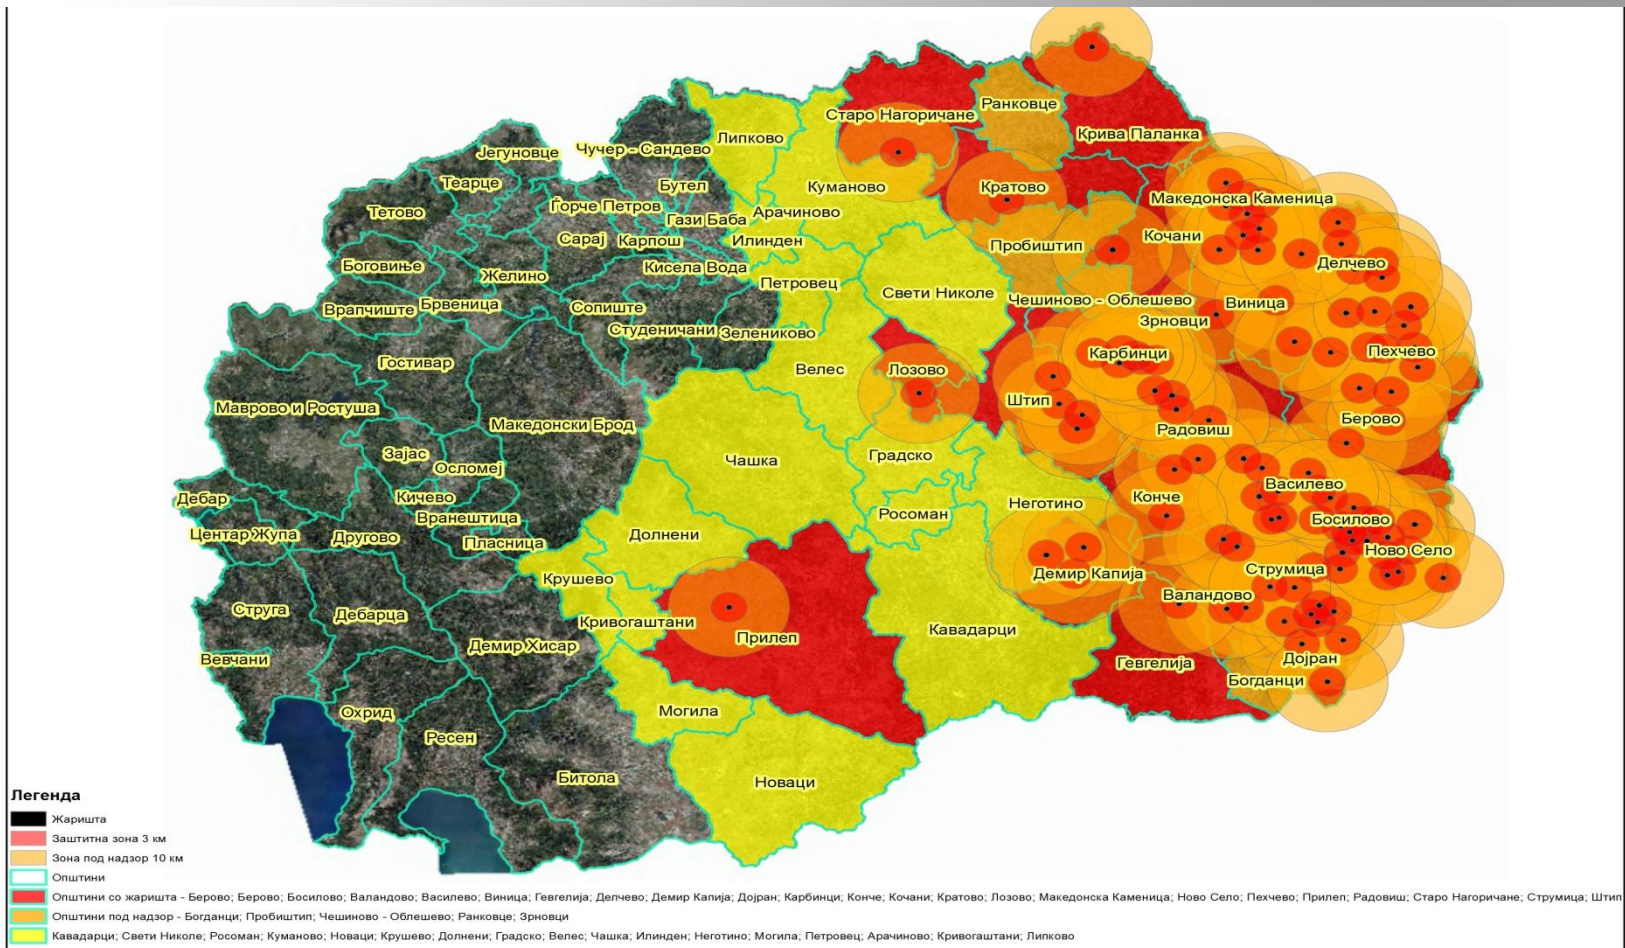 Ранковце
Старо Нагоричане
Крива Паланка
Липково
Чучер - Сандево
Јегуновце
Теарце
Бутел
Куманово
Кратово
Македонска Каменица
Тетово
Ѓорче Петров
Гази Баба
Арачиново
Сарај
Карпош
Илинден
Пробиштип
Кочани
Боговиње
Желино
Кисела Вода
Петровец
Свети Николе
Делчево
Врапчиште
Брвеница
Сопиште
Чешиново - Облешево
Виница
Студеничани
Зелениково
Зрновци
Гостивар
Велес
Лозово
Карбинци
Пехчево
Маврово и Ростуша
Македонски Брод
Штип
Радовиш
Берово
Зајас
Осломеј
Чашка
Градско
Василево
Дебар
Кичево
Вранештица
Росоман
Неготино
Конче
Босилово
Центар Жупа
Другово
Пласница
Долнени
Ново Село
Крушево
Демир Капија
Струмица
Струга
Дебарца
Кривогаштани
Валандово
Вевчани
Демир Хисар
Прилеп
Кавадарци
Гевгелија
Дојран
Богданци
Охрид
Могила
Ресен
Битола
Новаци
Легенда
Жаришта
Заштитна зона 3 км
Зона под надзор 10 км
Општини
Општини со жаришта - Берово; Берово; Босилово; Валандово; Василево; Виница; Гевгелија; Делчево; Демир Капија; Дојран; Карбинци; Конче; Кочани; Кратово; Лозово; Македонска Каменица; Ново Село; Пехчево; Прилеп; Радовиш; Старо Нагоричане; Струмица; Штип
Општини под надзор - Богданци; Пробиштип; Чешиново - Облешево; Ранковце; Зрновци
Кавадарци; Свети Николе; Росоман; Куманово; Новаци; Крушево; Долнени; Градско; Велес; Чашка; Илинден; Неготино; Могила; Петровец; Арачиново; Кривогаштани; Липково